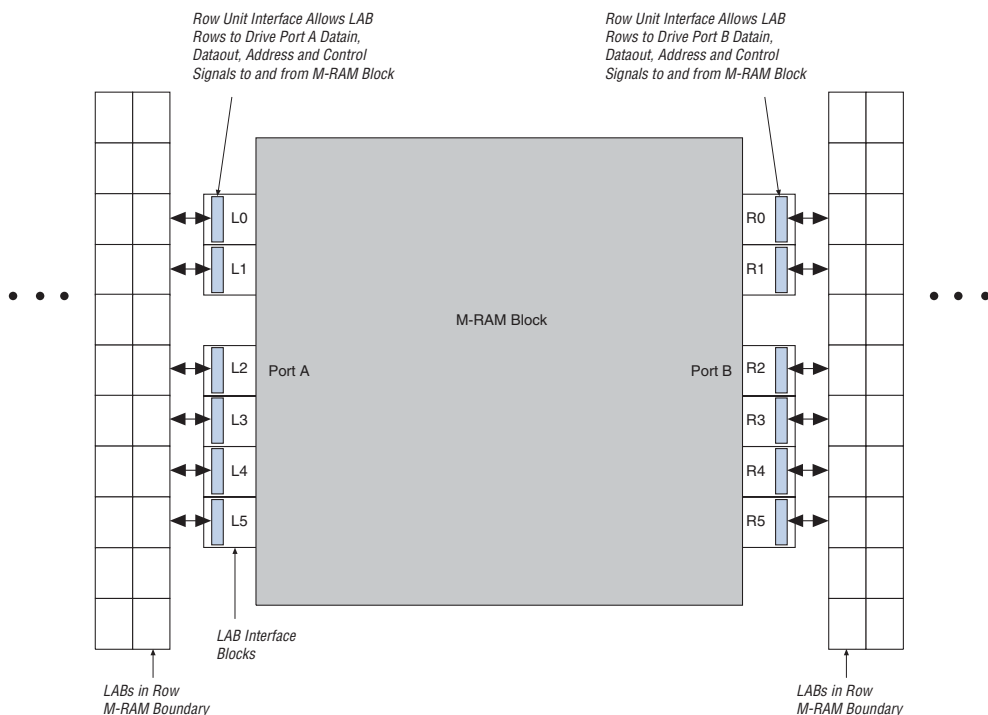 Row Unit Interface Allows LAB
Rows to Drive Port A Datain,
Dataout, Address and Control
Signals to and from M-RAM Block
Row Unit Interface Allows LAB
Rows to Drive Port B Datain,
Dataout, Address and Control
Signals to and from M-RAM Block
L0
R0
L1
R1
M-RAM Block
L2
Port A
Port B
R2
L3
R3
L4
R4
L5
R5
LAB Interface
Blocks
LABs in Row
M-RAM Boundary
LABs in Row
M-RAM Boundary